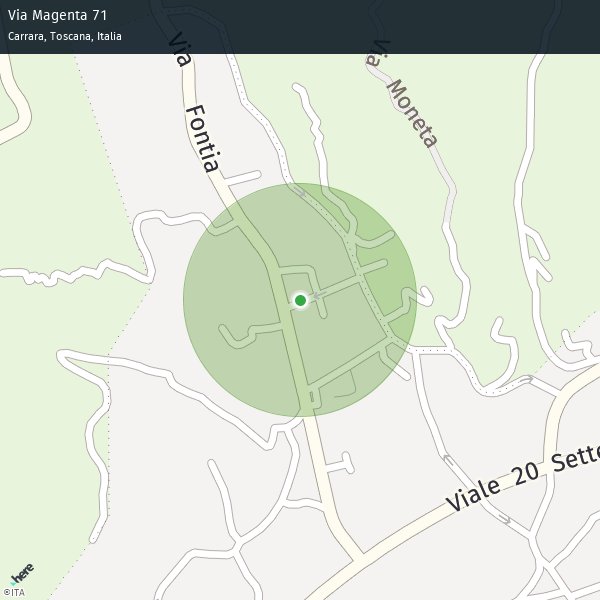 Via Magenta 71
Carrara, Toscana, Italia
Via Fontia
Via Moneta
Viale 20 Sette
here
©ITA